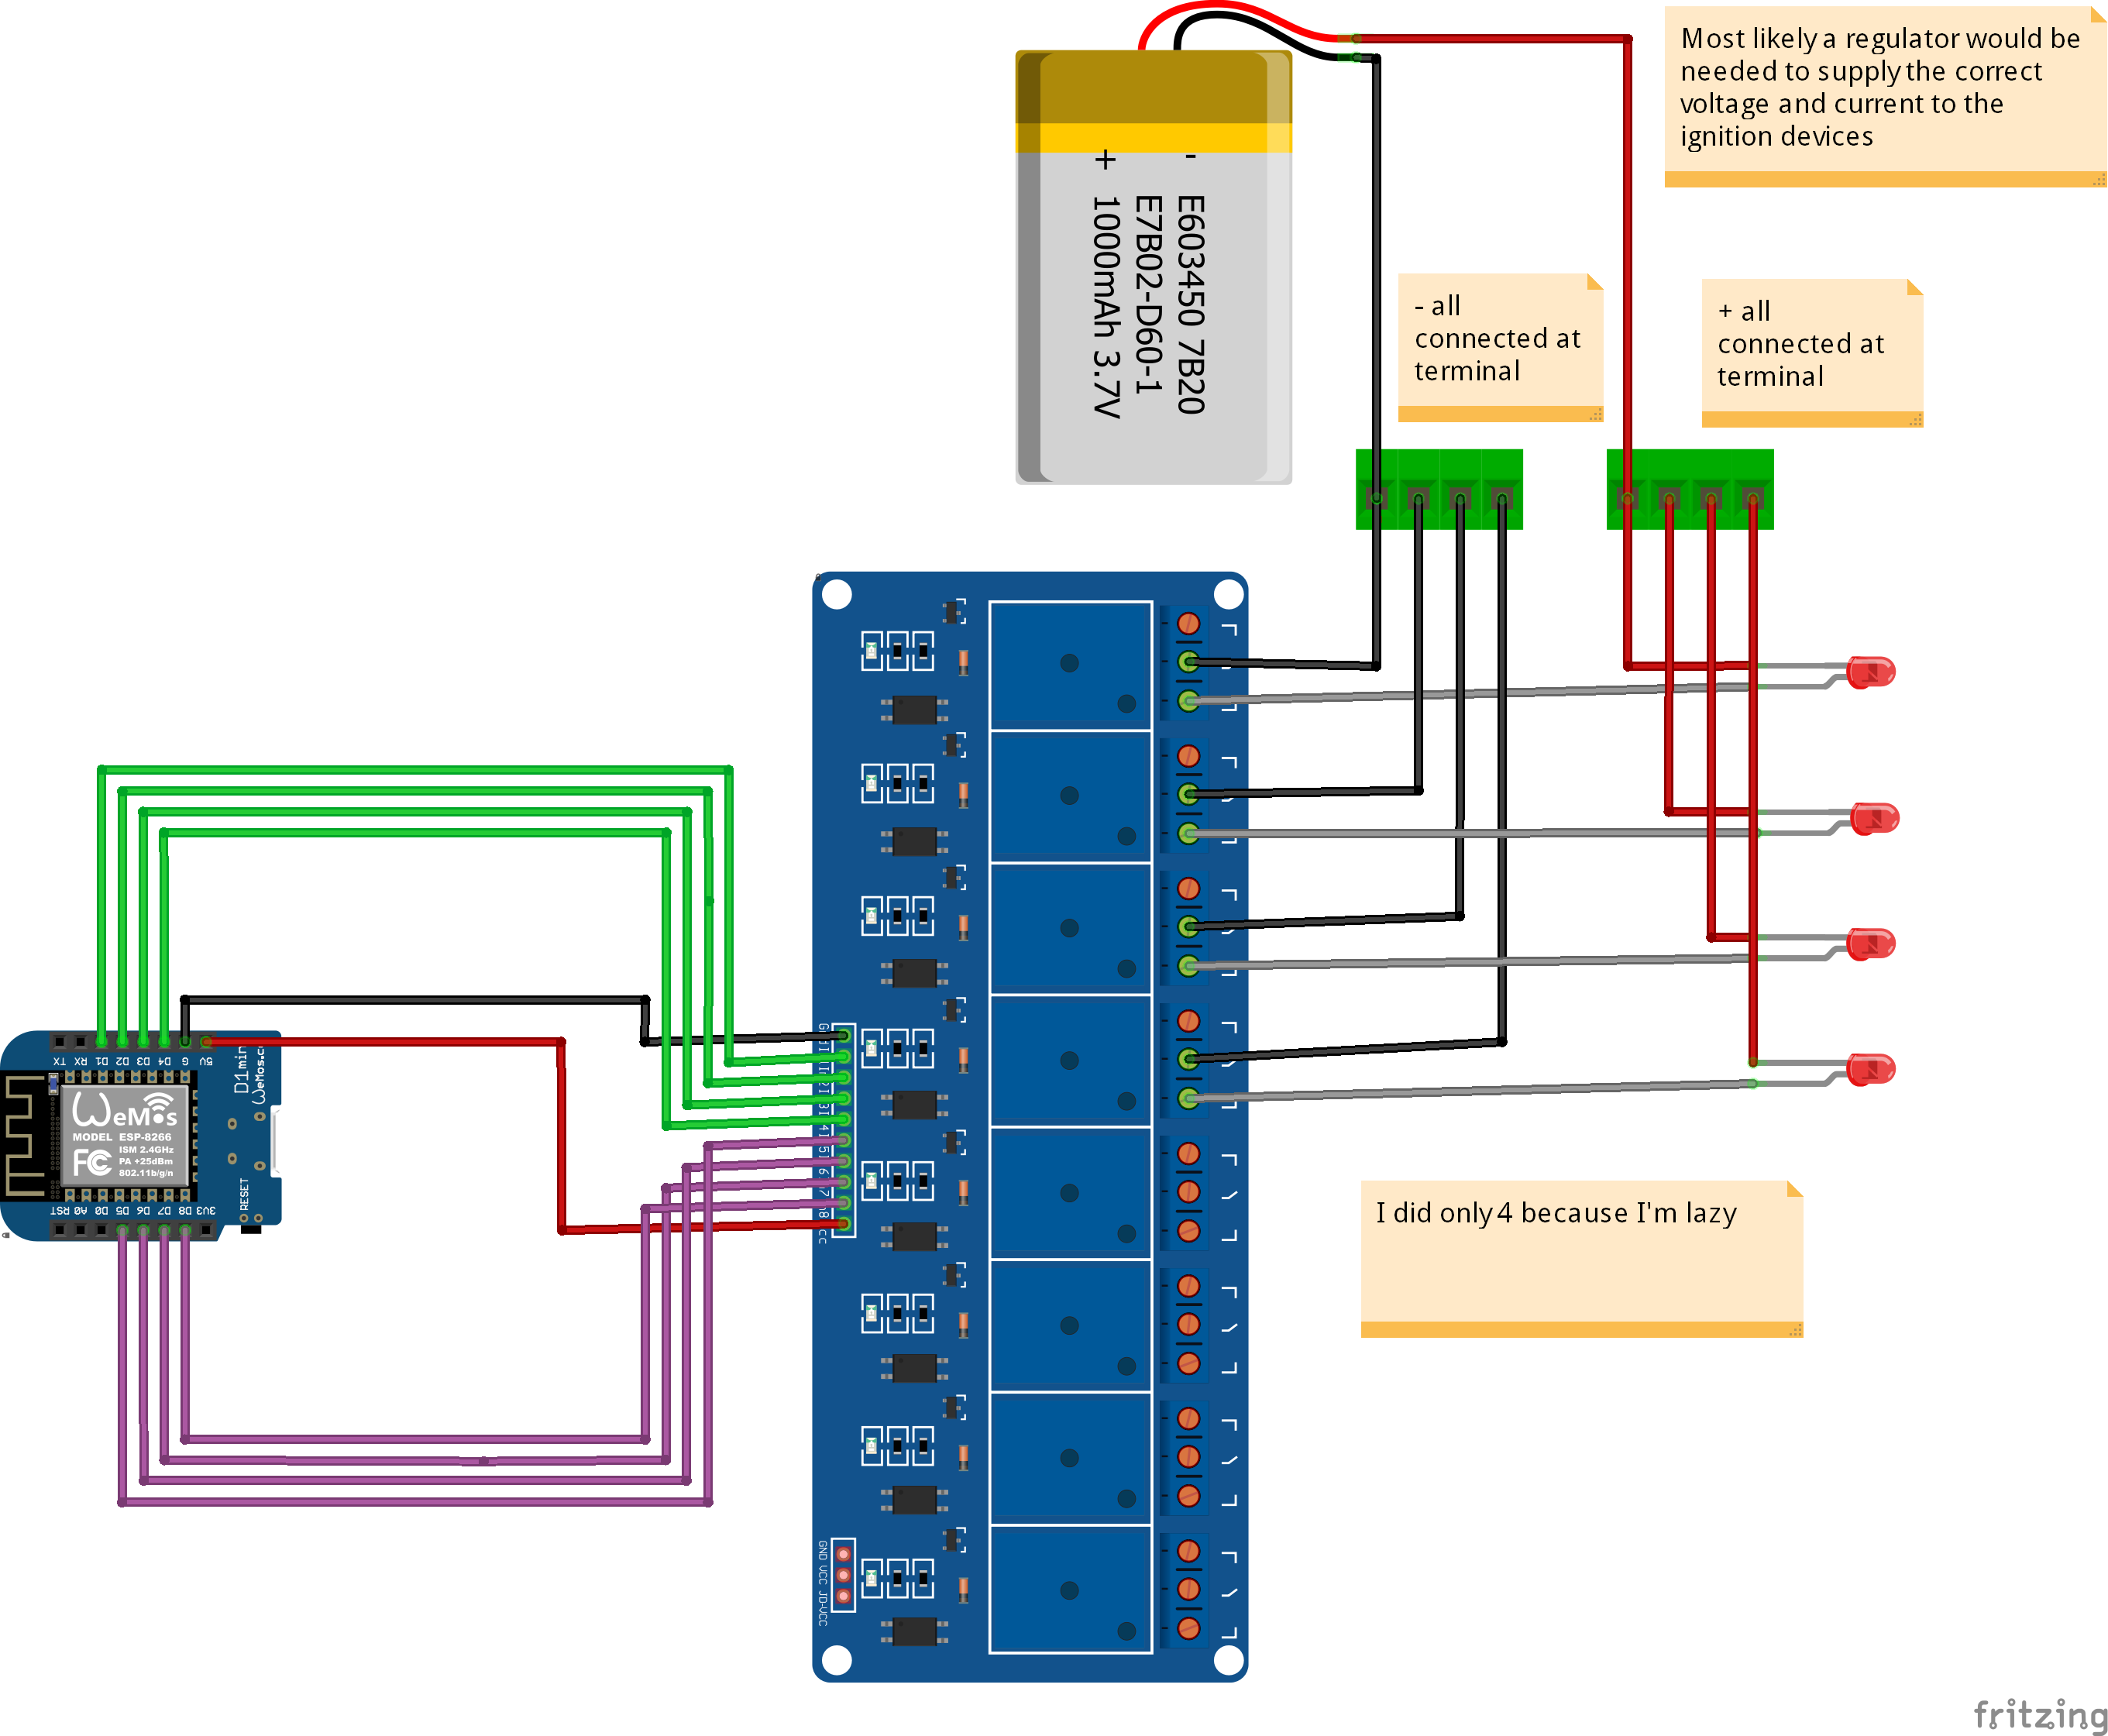 Most likely a regulator would be
needed to supply the correct
voltage and current to the
ignition devices
- all
connected at
terminal
+ all
connected at
terminal
- E603450 7B20
E7B02-D60-1
+ 1000mAh 3.7V
TX
RX
D1
D2
D3
D4
G
5V
D1mini
WeMos.c
WeMos
MODEL ESP-8266
ISM 2.4GHz
PA +25dBm
802.11b/g/n
FC
RESET
RST
A0
D0
D5
D6
D7
D8
3V3
I did only 4 because I'm lazy
GND VCC JD-VCC
fritzing